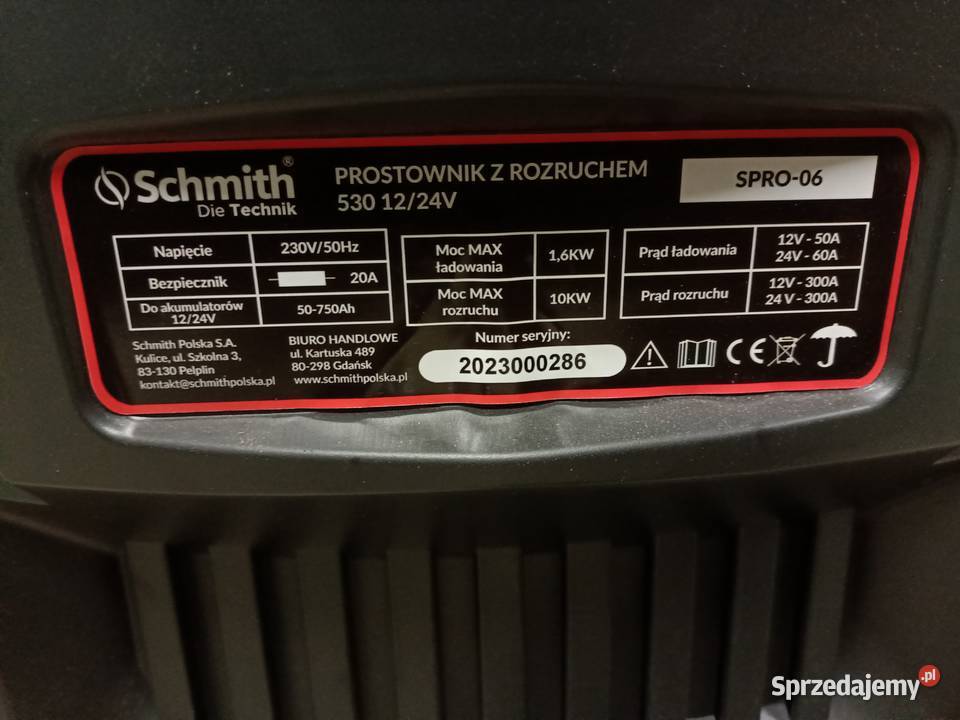 Schmith®
Die Technik
PROSTOWNIK Z ROZRUCHEM
530 12/24V
SPRO-06
Napięcie 230V/50Hz
Bezpiecznik 20A
Do akumulatorów
12/24V
50-750Ah
Moc MAX
ładowania
1,6KW
Moc MAX
rozruchu
10KW
Prąd ładowania
12V - 50A
24V - 60A
Prąd rozruchu
12V - 300A
24V - 300A
Schmith Polska S.A.
Kulice, ul. Szkolna 3,
83-130 Pelplin
kontakt@schmithpolska.pl
BIURO HANDLOWE
ul. Kartuska 489
80-298 Gdańsk
www.schmithpolska.pl
Numer seryjny:
2023000286
CE
Sprzedajemy.pl